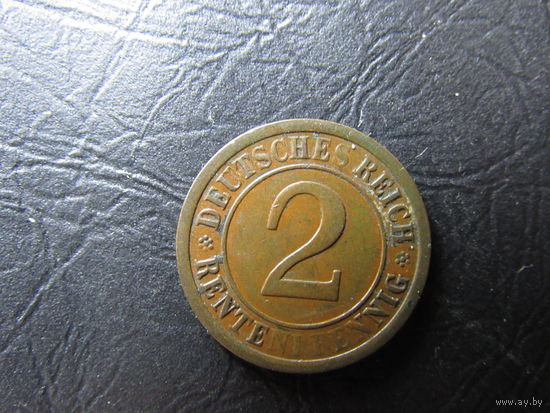 DEUTSCHES REICH
2
RENTENPFENNIG
www.ay.by